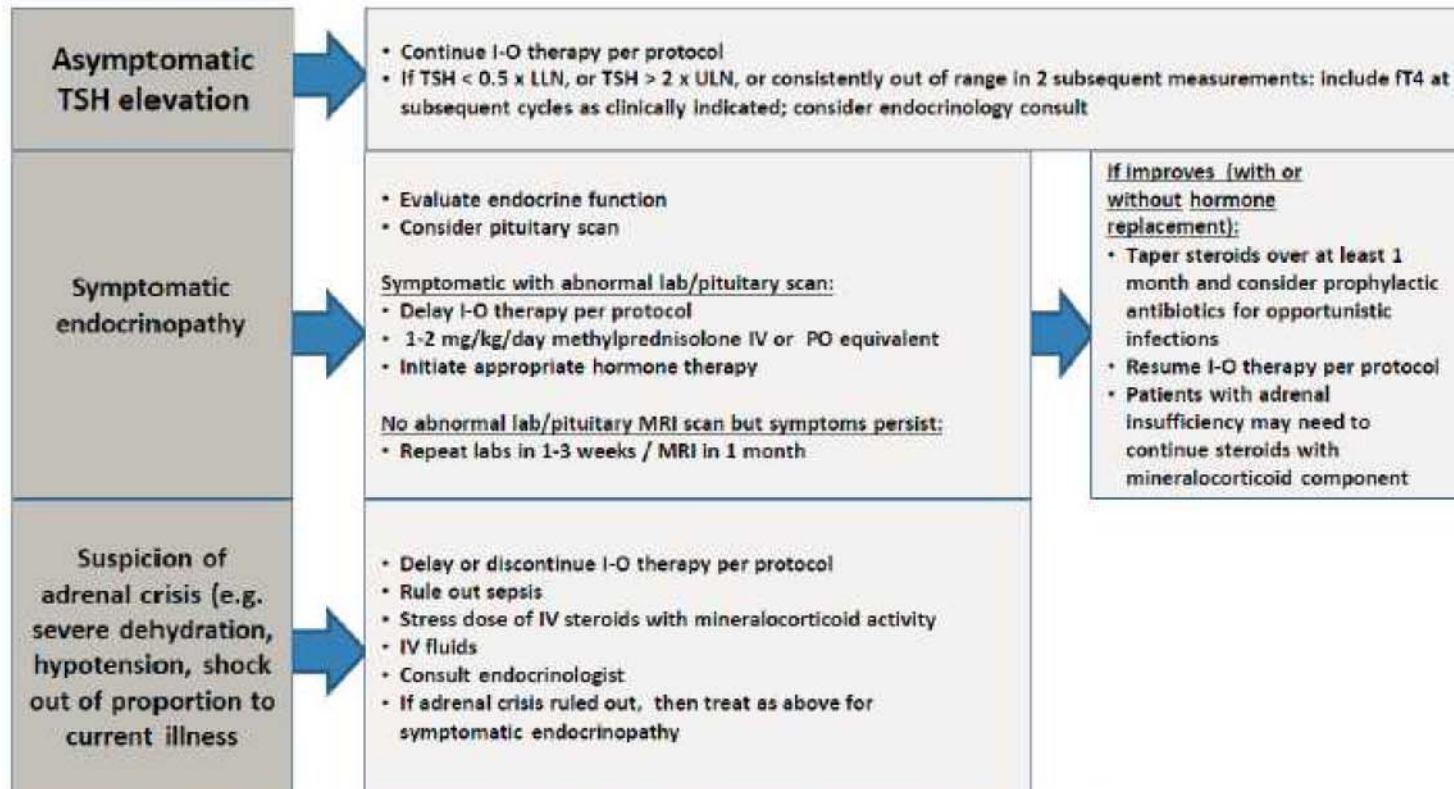 Asymptomatic
TSH elevation
• Continue I-O therapy per protocol
• If TSH < 0.5 x LLN, or TSH > 2 x ULN, or consistently out of range in 2 subsequent measurements: include fT4 at
subsequent cycles as clinically indicated; consider endocrinology consult
Symptomatic
endocrinopathy
• Evaluate endocrine function
• Consider pituitary scan
Symptomatic with abnormal lab/pituitary scan:
• Delay I-O therapy per protocol
• 1-2 mg/kg/day methylprednisolone IV or PO equivalent
• Initiate appropriate hormone therapy
No abnormal lab/pituitary MRI scan but symptoms persist:
• Repeat labs in 1-3 weeks / MRI in 1 month
If improves (with or
without hormone
replacement):
• Taper steroids over at least 1
month and consider prophylactic
antibiotics for opportunistic
infections
• Resume I-O therapy per protocol
• Patients with adrenal
insufficiency may need to
continue steroids with
mineralocorticoid component
Suspicion of
adrenal crisis (e.g.
severe dehydration,
hypotension, shock
out of proportion to
current illness
• Delay or discontinue I-O therapy per protocol
• Rule out sepsis
• Stress dose of IV steroids with mineralocorticoid activity
• IV fluids
• Consult endocrinologist
• If adrenal crisis ruled out, then treat as above for
symptomatic endocrinopathy